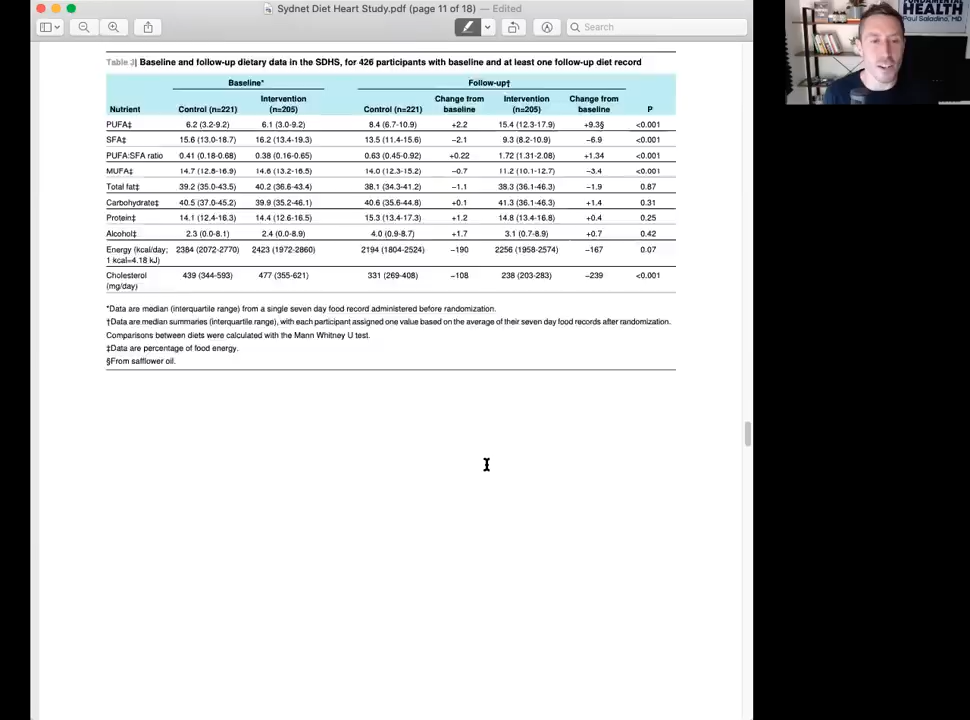 Sydnet Diet Heart Study.pdf (page 11 of 18) — Edited
Search
FUNDAMENTAL
HEALTH
Paul Saladino, MD
Table 3| Baseline and follow-up dietary data in the SDHS, for 426 participants with baseline and at least one follow-up diet record
Baseline* Follow-up†
Nutrient Control (n=221) Intervention (n=205) Control (n=221) Change from baseline Intervention (n=205) Change from baseline P
PUFA‡ 6.2 (3.2-9.2) 6.1 (3.0-9.2) 8.4 (6.7-10.9) +2.2 15.4 (12.3-17.9) +9.3§ <0.001
SFA‡ 15.6 (13.0-18.7) 16.2 (13.4-19.3) 13.5 (11.4-15.6) −2.1 9.3 (8.2-10.9) −6.9 <0.001
PUFA:SFA ratio 0.41 (0.18-0.68) 0.38 (0.16-0.65) 0.63 (0.45-0.92) +0.22 1.72 (1.31-2.08) +1.34 <0.001
MUFA‡ 14.7 (12.8-16.9) 14.6 (13.2-16.5) 14.0 (12.3-15.2) −0.7 11.2 (10.1-12.7) −3.4 <0.001
Total fat‡ 39.2 (35.0-43.5) 40.2 (36.6-43.4) 38.1 (34.3-41.2) −1.1 38.3 (36.1-46.3) −1.9 0.87
Carbohydrate‡ 40.5 (37.0-45.2) 39.9 (35.2-46.1) 40.6 (35.6-44.8) +0.1 41.3 (36.1-46.3) +1.4 0.31
Protein‡ 14.1 (12.4-16.3) 14.4 (12.6-16.5) 15.3 (13.4-17.3) +1.2 14.8 (13.4-16.8) +0.4 0.25
Alcohol‡ 2.3 (0.0-8.1) 2.4 (0.0-8.9) 4.0 (0.9-8.7) +1.7 3.1 (0.7-8.9) +0.7 0.42
Energy (kcal/day; 2384 (2072-2770) 2423 (1972-2860) 2194 (1804-2524) −190 2256 (1958-2574) −167 0.07
1 kcal=4.18 kJ)
Cholesterol 439 (344-593) 477 (355-621) 331 (269-408) −108 238 (203-283) −239 <0.001
(mg/day)
*Data are median (interquartile range) from a single seven day food record administered before randomization.
†Data are median summaries (interquartile range), with each participant assigned one value based on the average of their seven day food records after randomization.
Comparisons between diets were calculated with the Mann Whitney U test.
‡Data are percentage of food energy.
§From safflower oil.